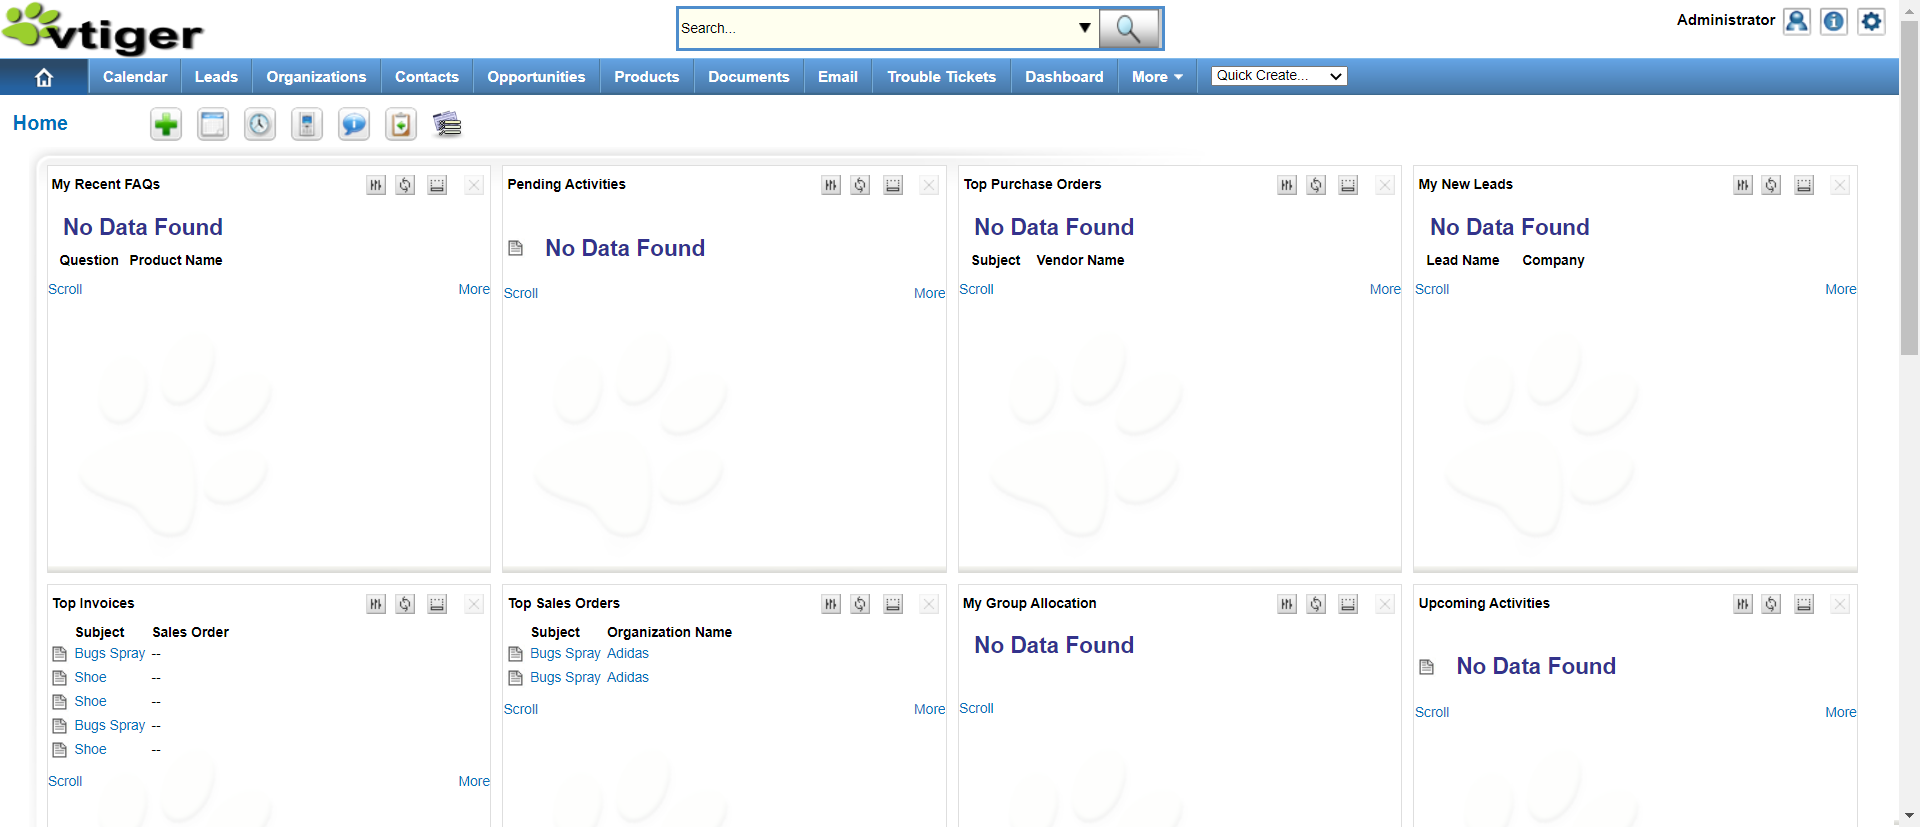 vtiger
Search...
Administrator
Calendar Leads Organizations Contacts Opportunities Products Documents Email Trouble Tickets Dashboard More Quick Create...
Home
My Recent FAQs
No Data Found
Question Product Name
Scroll More
Pending Activities
No Data Found
Scroll More
Top Purchase Orders
No Data Found
Subject Vendor Name
Scroll More
My New Leads
No Data Found
Lead Name Company
Scroll More
Top Invoices
Subject Sales Order
Bugs Spray --
Shoe --
Shoe --
Bugs Spray --
Shoe --
Scroll More
Top Sales Orders
Subject Organization Name
Bugs Spray Adidas
Bugs Spray Adidas
Scroll More
My Group Allocation
No Data Found
Scroll
Upcoming Activities
No Data Found
Scroll More